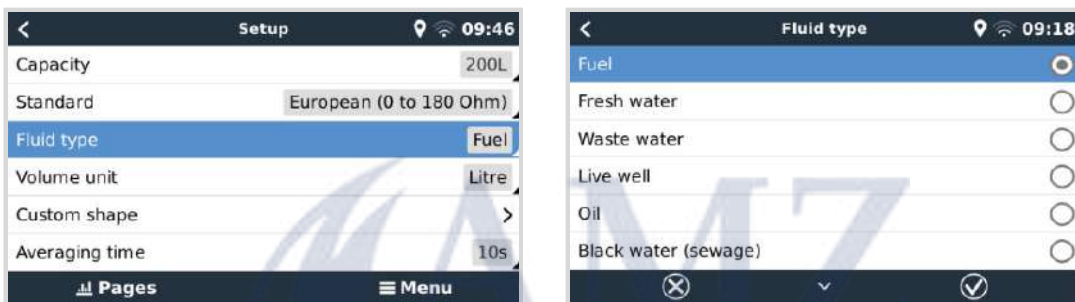 Setup 09:46
Capacity 200L
Standard European (0 to 180 Ohm)
Fluid type Fuel
Volume unit Litre
Custom shape
Averaging time 10s
Pages Menu
Fluid type 09:18
Fuel
Fresh water
Waste water
Live well
Oil
Black water (sewage)
AMZ